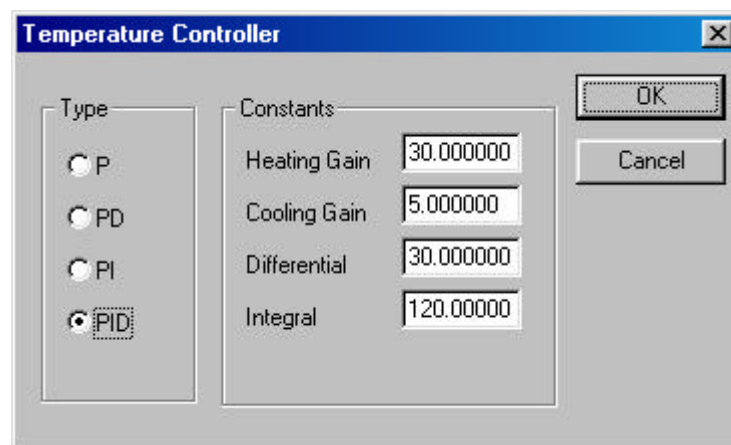 Temperature Controller
Type
P
PD
PI
PID
Constants
Heating Gain 30.000000
Cooling Gain 5.000000
Differential 30.000000
Integral 120.00000
OK
Cancel